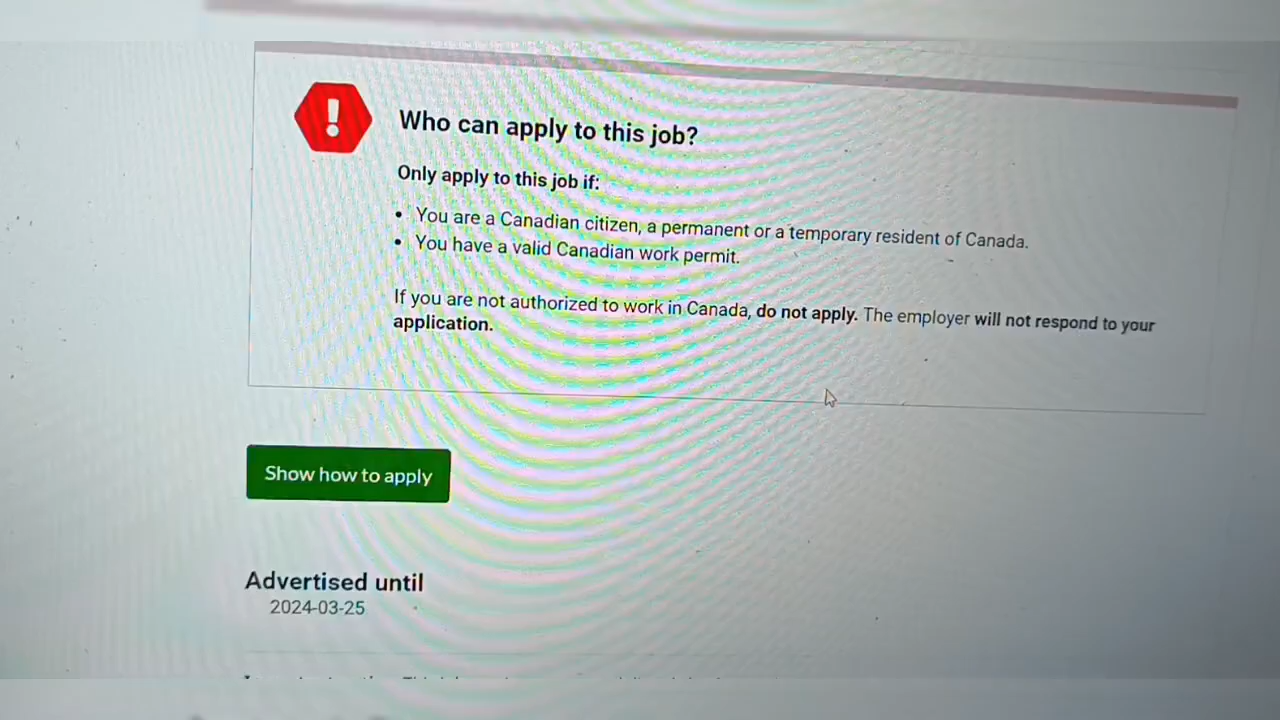 Who can apply to this job?
Only apply to this job if:
• You are a Canadian citizen, a permanent or a temporary resident of Canada.
• You have a valid Canadian work permit.
If you are not authorized to work in Canada, do not apply. The employer will not respond to your
application.
Show how to apply
Advertised until
2024-03-25